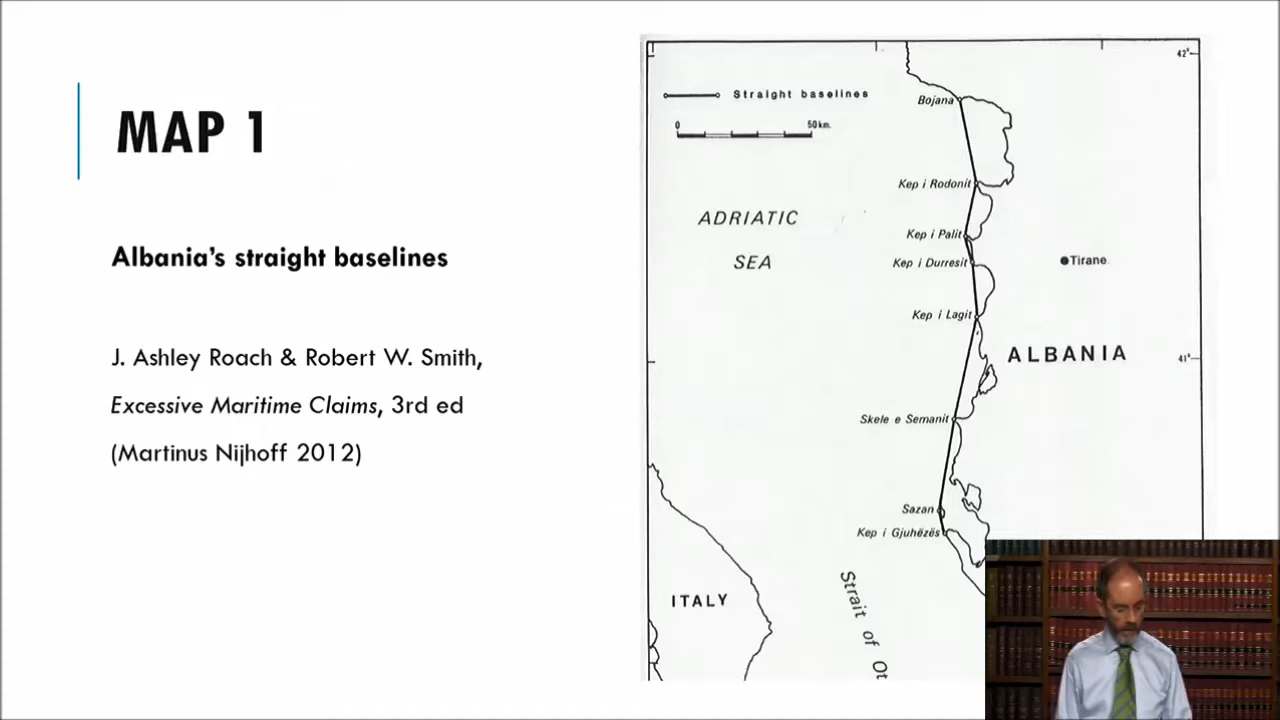 MAP 1
Albania’s straight baselines
J. Ashley Roach & Robert W. Smith,
Excessive Maritime Claims, 3rd ed
(Martinus Nijhoff 2012)
Straight baselines
0 50 km.
42°
Bojana
Kep i Rodonit
ADRIATIC
SEA
Kep i Palit
Kep i Durresit
Tirane
Kep i Lagit
ALBANIA
41°
Skele e Semanit
Sazan
Kep i Gjuhëzës
ITALY
Strait of Ot